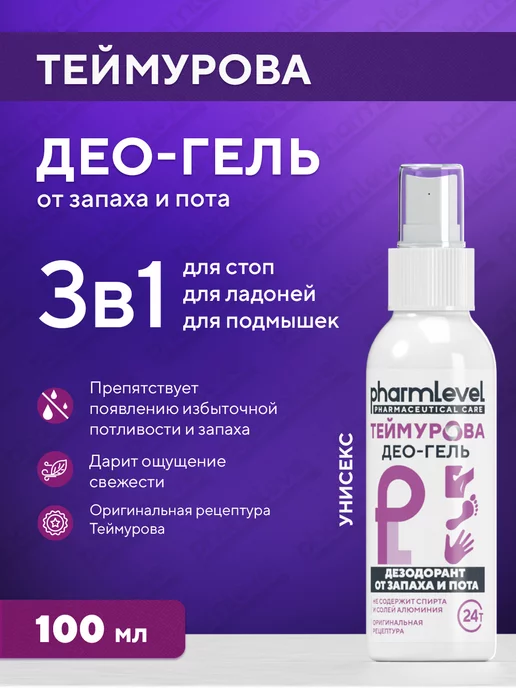 ТЕЙМУРОВА
ДЕО-ГЕЛЬ
от запаха и пота
3в1
для стоп
для ладоней
для подмышек
Препятствует
появлению избыточной
потливости и запаха
Дарит ощущение
свежести
Оригинальная рецептура
Теймурова
100 мл
УНИСЕКС
pharmlevel
PHARMACEUTICAL CARE
ТЕЙМУРОВА
ДЕО-ГЕЛЬ
PL
ДЕЗОДОРАНТ
ОТ ЗАПАХА И ПОТА
НЕ СОДЕРЖИТ СПИРТА
И СОЛЕЙ АЛЮМИНИЯ
ОРИГИНАЛЬНАЯ
РЕЦЕПТУРА